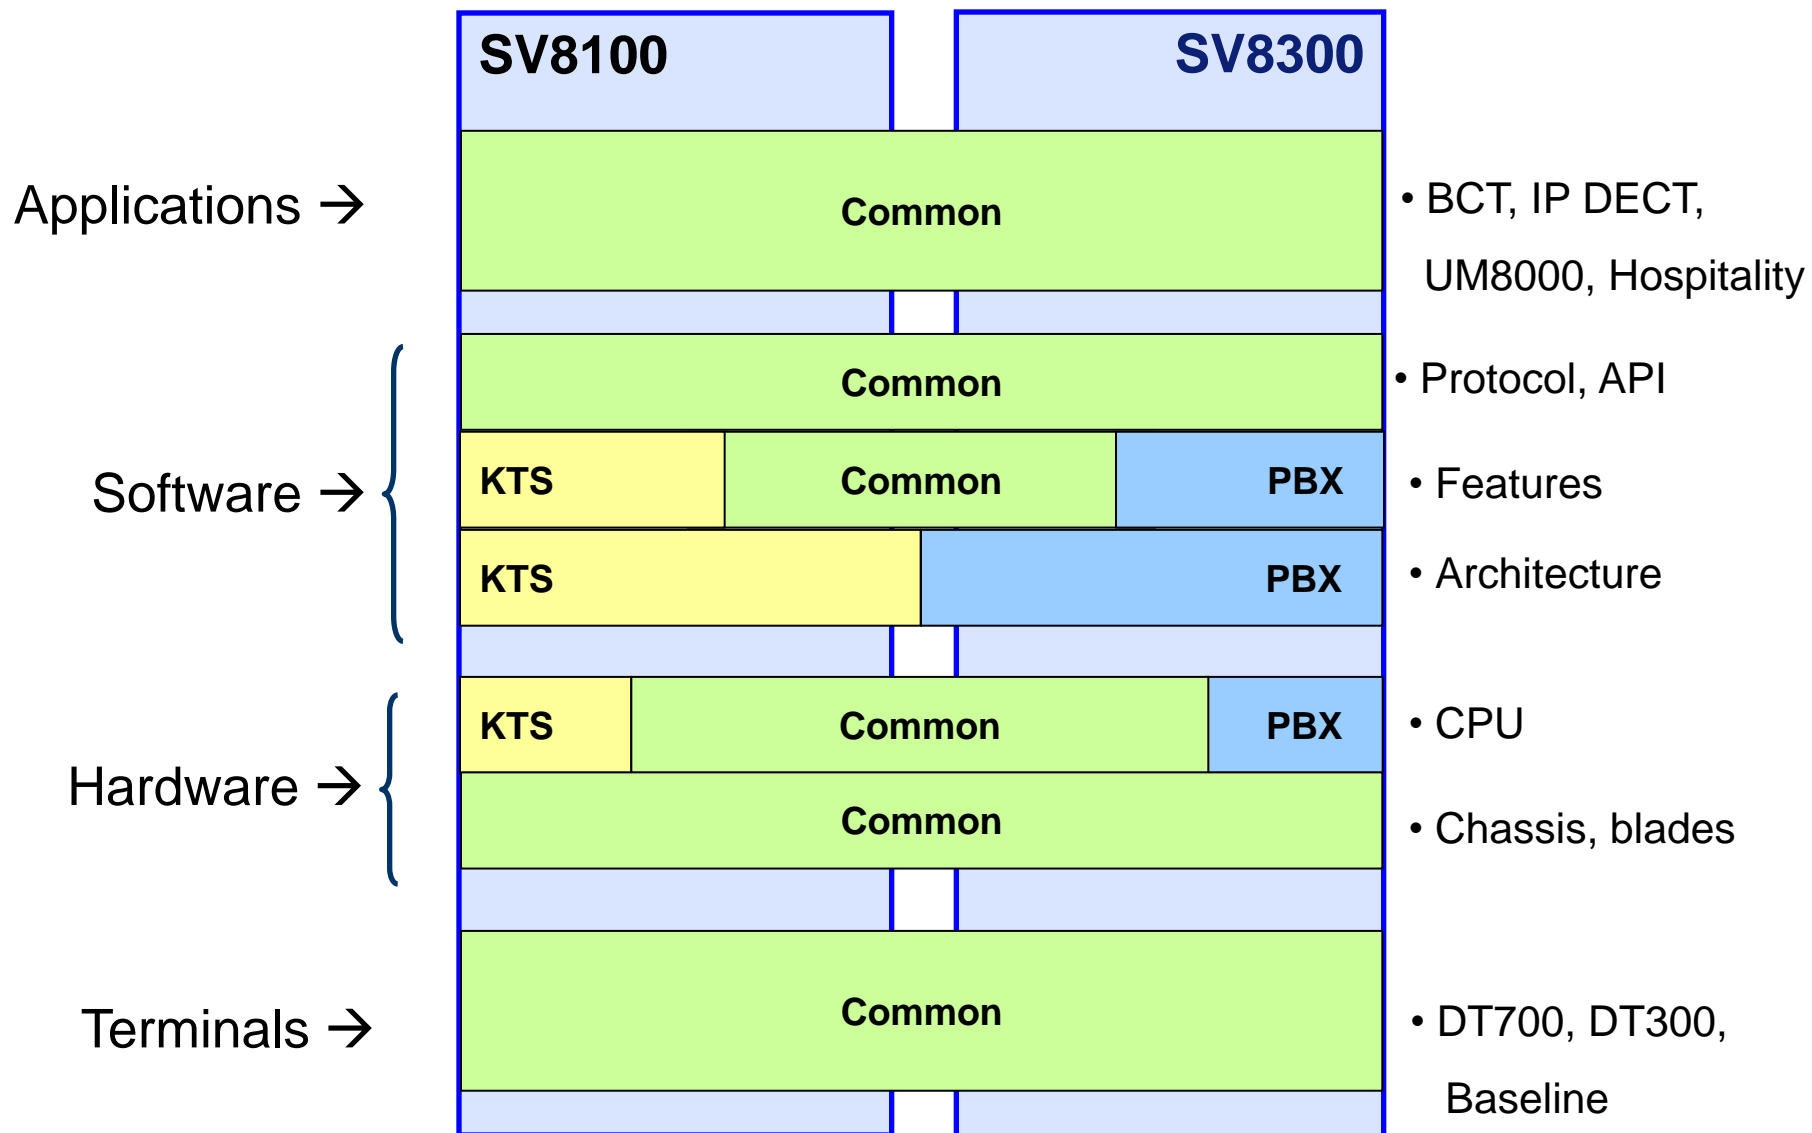 SV8100 SV8300
Applications → Common • BCT, IP DECT,
UM8000, Hospitality
Common • Protocol, API
Software → KTS Common PBX • Features
KTS PBX • Architecture
KTS Common PBX • CPU
Hardware →
Common • Chassis, blades
Terminals → Common • DT700, DT300,
Baseline